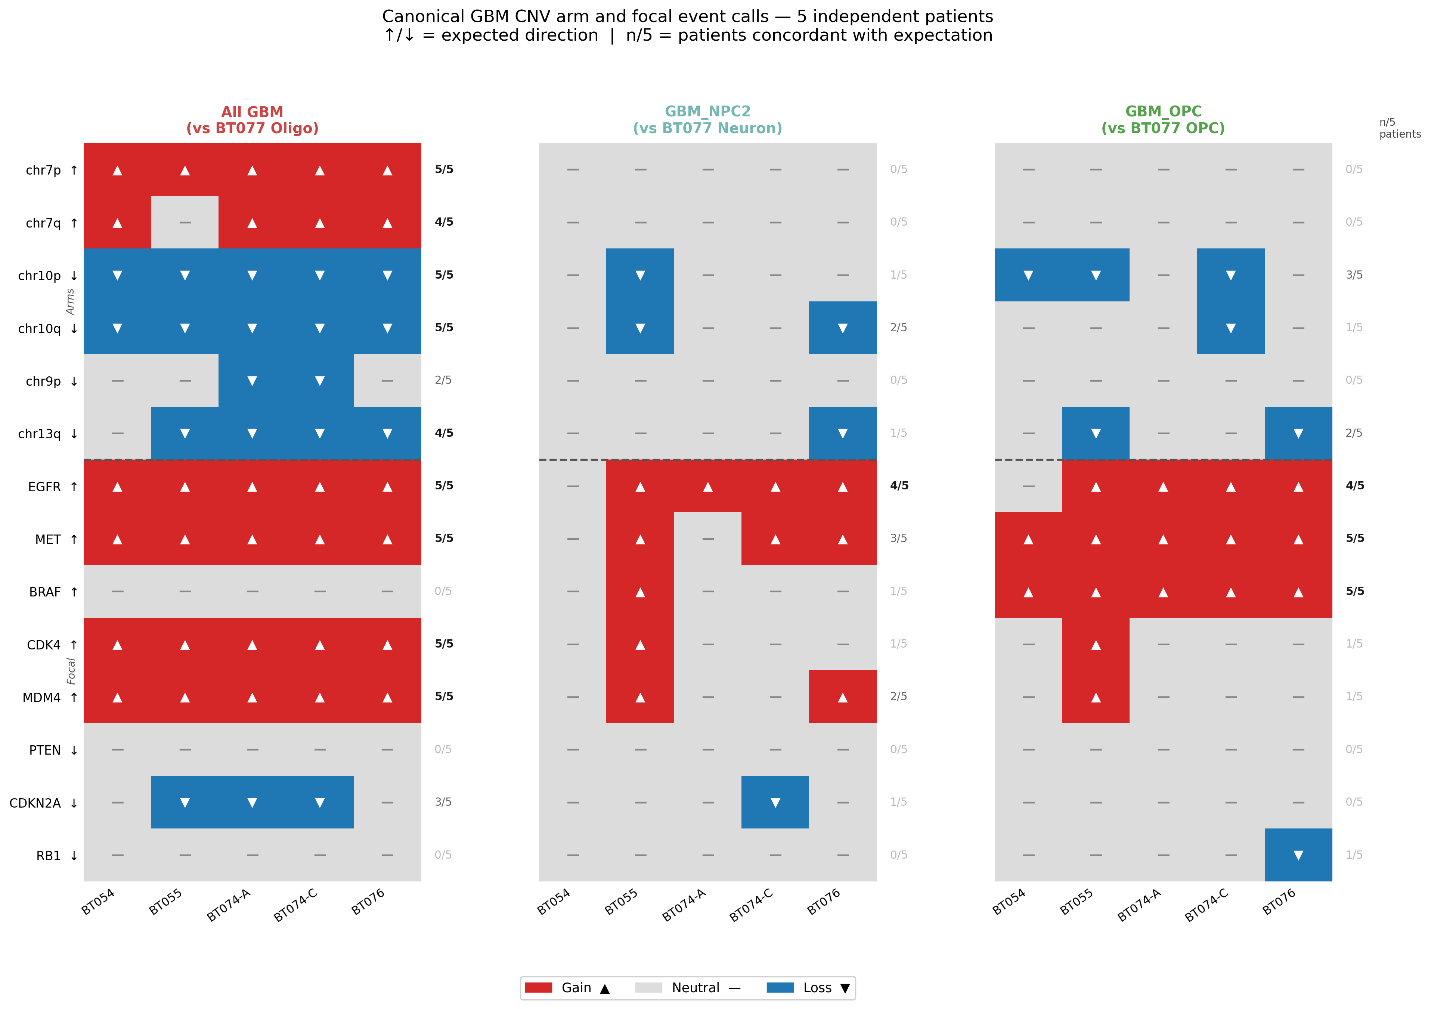 Canonical GBM CNV arm and focal event calls — 5 independent patients
↑/↓ = expected direction  |  n/5 = patients concordant with expectation
All GBM
(vs BT077 Oligo)
GBM_NPC2
(vs BT077 Neuron)
GBM_OPC
(vs BT077 OPC)
n/5
patients
chr7p ↑ ▲ ▲ ▲ ▲ ▲ 5/5 — — — — — 0/5 — — — — — 0/5
chr7q ↑ ▲ — ▲ ▲ ▲ 4/5 — — — — — 0/5 — — — — — 0/5
chr10p ↓ ▼ ▼ ▼ ▼ ▼ 5/5 — ▼ — — — 1/5 ▼ ▼ — ▼ — 3/5
Arms
chr10q ↓ ▼ ▼ ▼ ▼ ▼ 5/5 — ▼ — — ▼ 2/5 — — — ▼ — 1/5
chr9p ↓ — — ▼ ▼ — 2/5 — — — — — 0/5 — — — — — 0/5
chr13q ↓ — ▼ ▼ ▼ ▼ 4/5 — — — — ▼ 1/5 — ▼ — — ▼ 2/5
EGFR ↑ ▲ ▲ ▲ ▲ ▲ 5/5 — ▲ ▲ ▲ ▲ 4/5 — ▲ ▲ ▲ ▲ 4/5
MET ↑ ▲ ▲ ▲ ▲ ▲ 5/5 — ▲ — ▲ ▲ 3/5 ▲ ▲ ▲ ▲ ▲ 5/5
BRAF ↑ — — — — — 0/5 — ▲ — — — 1/5 ▲ ▲ ▲ ▲ ▲ 5/5
CDK4 ↑ ▲ ▲ ▲ ▲ ▲ 5/5 — ▲ — — — 1/5 — ▲ — — — 1/5
Focal
MDM4 ↑ ▲ ▲ ▲ ▲ ▲ 5/5 — ▲ — — ▲ 2/5 — ▲ — — — 1/5
PTEN ↓ — — — — — 0/5 — — — — — 0/5 — — — — — 0/5
CDKN2A ↓ — ▼ ▼ ▼ — 3/5 — — — ▼ — 1/5 — — — — — 0/5
RB1 ↓ — — — — — 0/5 — — — — — 0/5 — — — — ▼ 1/5
BT054 BT055 BT074-A BT074-C BT076 BT054 BT055 BT074-A BT074-C BT076 BT054 BT055 BT074-A BT074-C BT076
Gain ▲ Neutral — Loss ▼